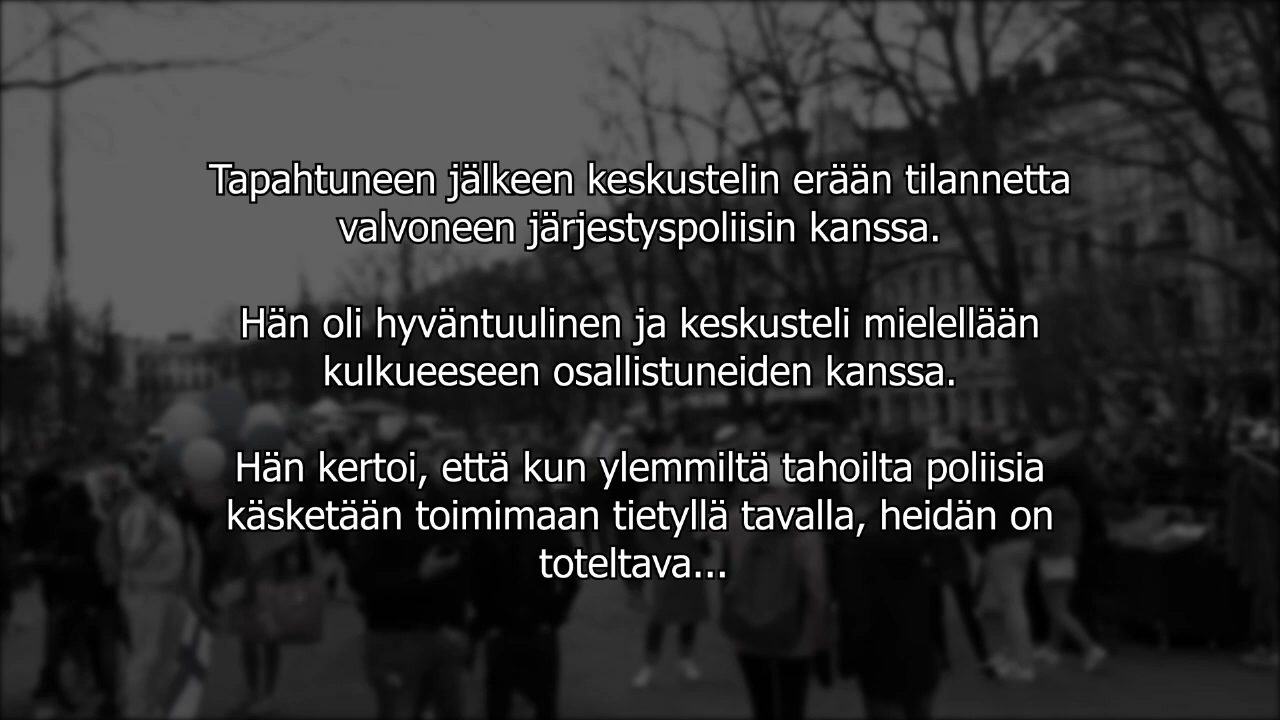 Tapahtuneen jälkeen keskustelin erään tilannetta
valvoneen järjestyspoliisin kanssa.
Hän oli hyväntuulinen ja keskusteli mielellään
kulkueeseen osallistuneiden kanssa.
Hän kertoi, että kun ylemmiltä tahoilta poliisia
käsketään toimimaan tietyllä tavalla, heidän on
toteltava...